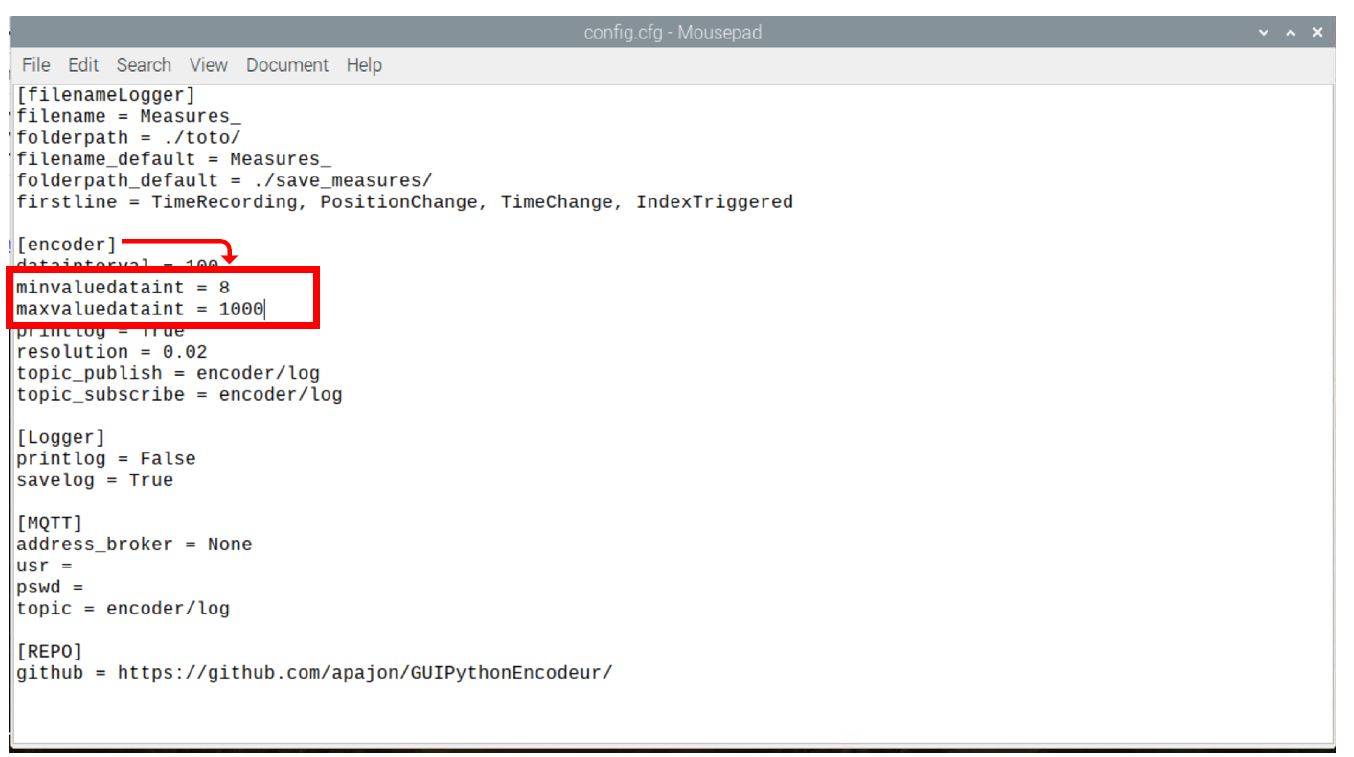 config.cfg - Mousepad
File Edit Search View Document Help
[filenameLogger]
filename = Measures_
folderpath = ./toto/
filename_default = Measures_
folderpath_default = ./save_measures/
firstline = TimeRecording, PositionChange, TimeChange, IndexTriggered
[encoder]
datainterval = 100
minvaluedataint = 8
maxvaluedataint = 1000
printlog = True
resolution = 0.02
topic_publish = encoder/log
topic_subscribe = encoder/log
[Logger]
printlog = False
savelog = True
[MQTT]
address_broker = None
usr =
pswd =
topic = encoder/log
[REPO]
github = https://github.com/apajon/GUIPythonEncodeur/